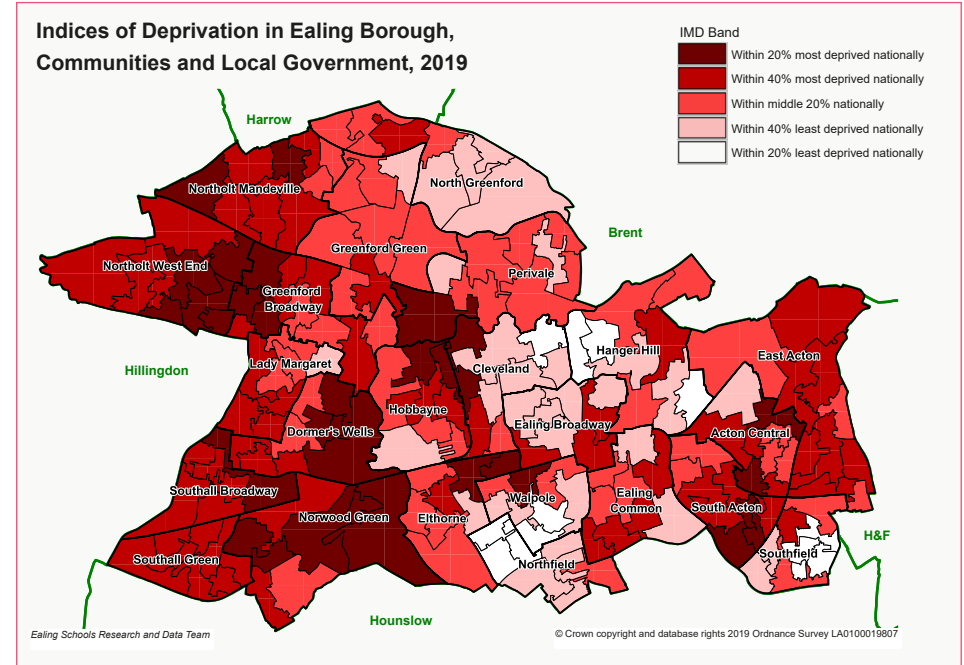 Indices of Deprivation in Ealing Borough,
Communities and Local Government, 2019
IMD Band
Within 20% most deprived nationally
Within 40% most deprived nationally
Within middle 20% nationally
Within 40% least deprived nationally
Within 20% least deprived nationally
Harrow
Northolt Mandeville
North Greenford
Brent
Greenford Green
Northolt West End
Perivale
Greenford
Broadway
Hanger Hill
East Acton
Lady Margaret
Cleveland
Hillingdon
Hobbayne
Ealing Broadway
Dormer's Wells
Acton Central
Southall Broadway
Ealing
Common
Walpole
South Acton
Norwood Green
Elthorne
H&F
Southall Green
Southfield
Northfield
Hounslow
Ealing Schools Research and Data Team
© Crown copyright and database rights 2019 Ordnance Survey LA0100019807